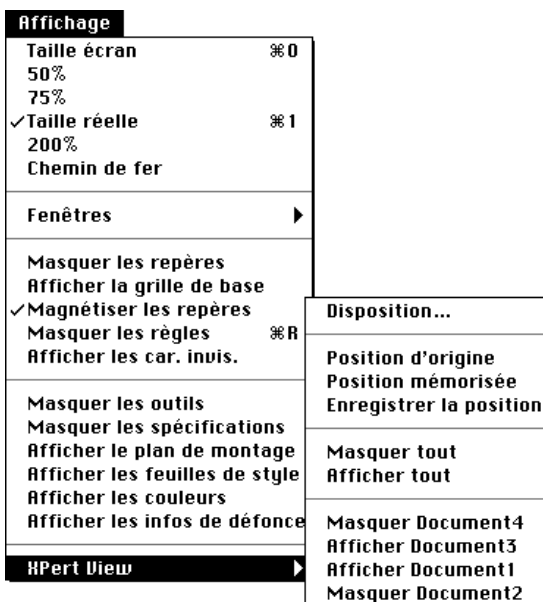 Affichage
Taille écran ⌘0
50%
75%
✓Taille réelle ⌘1
200%
Chemin de fer
Fenêtres
Masquer les repères
Afficher la grille de base
✓Magnétiser les repères
Masquer les règles ⌘R
Afficher les car. invis.
Masquer les outils
Masquer les spécifications
Afficher le plan de montage
Afficher les feuilles de style
Afficher les couleurs
Afficher les infos de défonce
XPert View
Disposition...
Position d'origine
Position mémorisée
Enregistrer la position
Masquer tout
Afficher tout
Masquer Document4
Afficher Document3
Afficher Document1
Masquer Document2